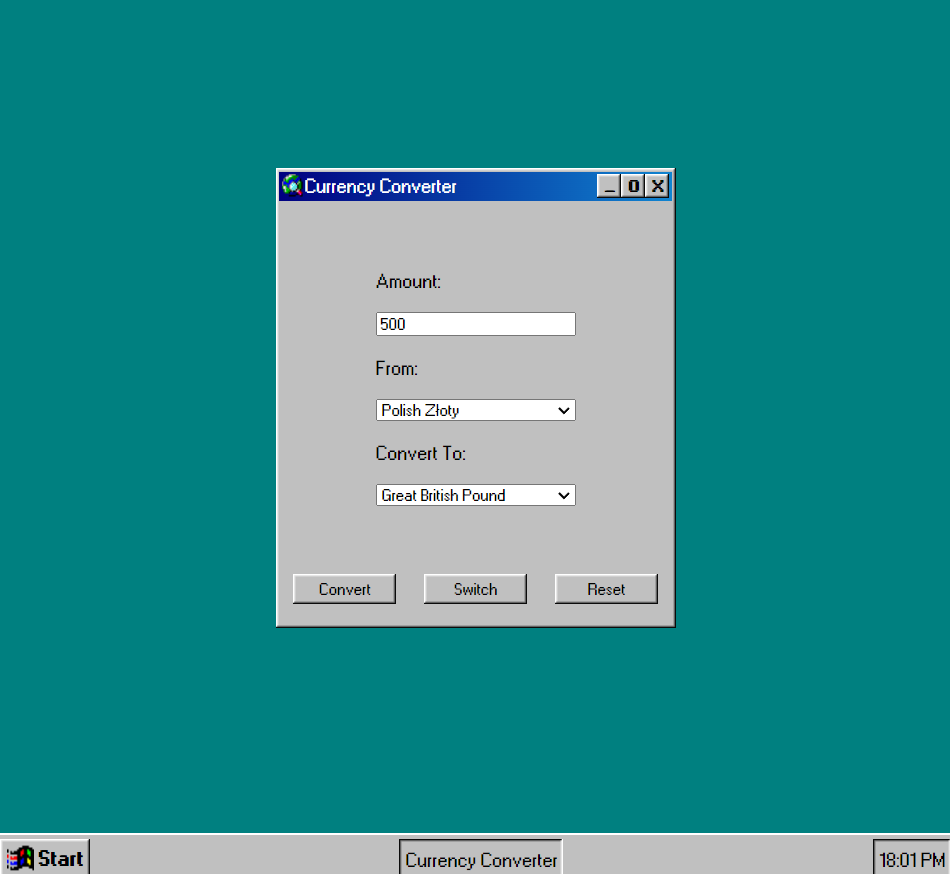 Currency Converter
Amount:
500
From:
Polish Złoty
Convert To:
Great British Pound
Convert Switch Reset
Start Currency Converter 18:01 PM